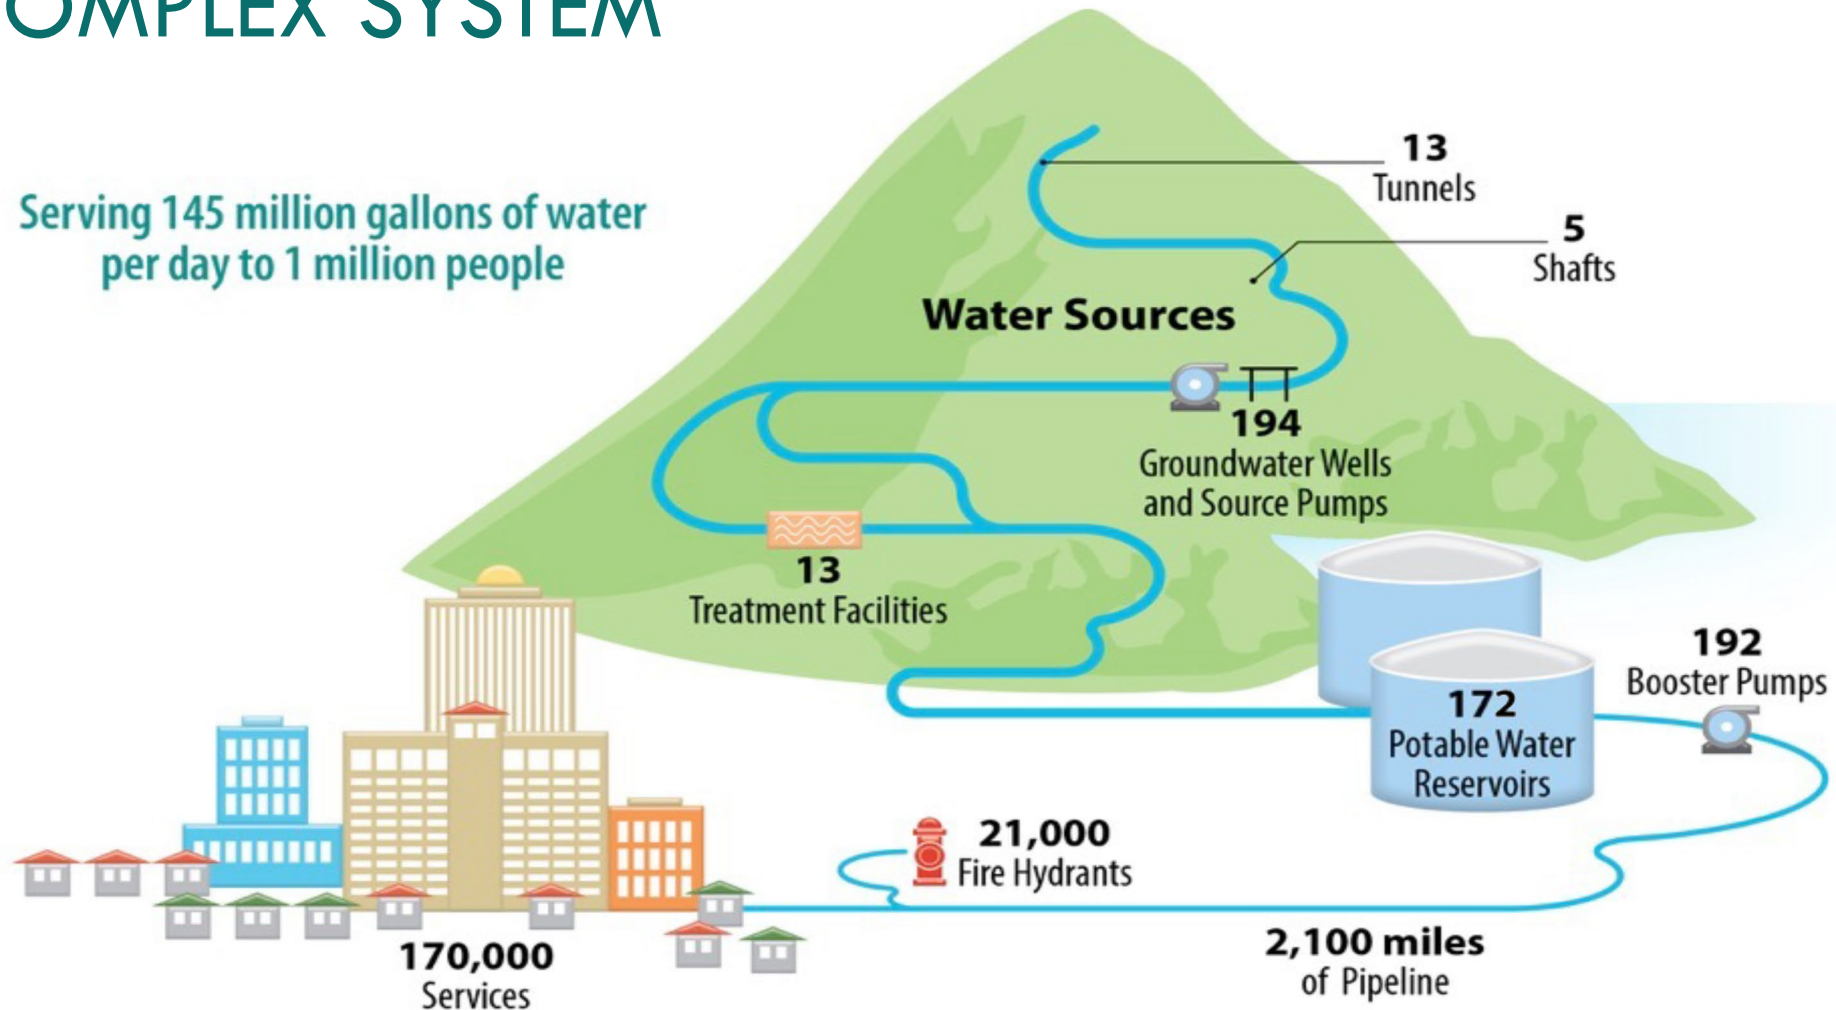 OMPLEX SYSTEM
Serving 145 million gallons of water
per day to 1 million people
13
Tunnels
5
Shafts
Water Sources
194
Groundwater Wells
and Source Pumps
13
Treatment Facilities
192
Booster Pumps
172
Potable Water
Reservoirs
21,000
Fire Hydrants
2,100 miles
of Pipeline
170,000
Services